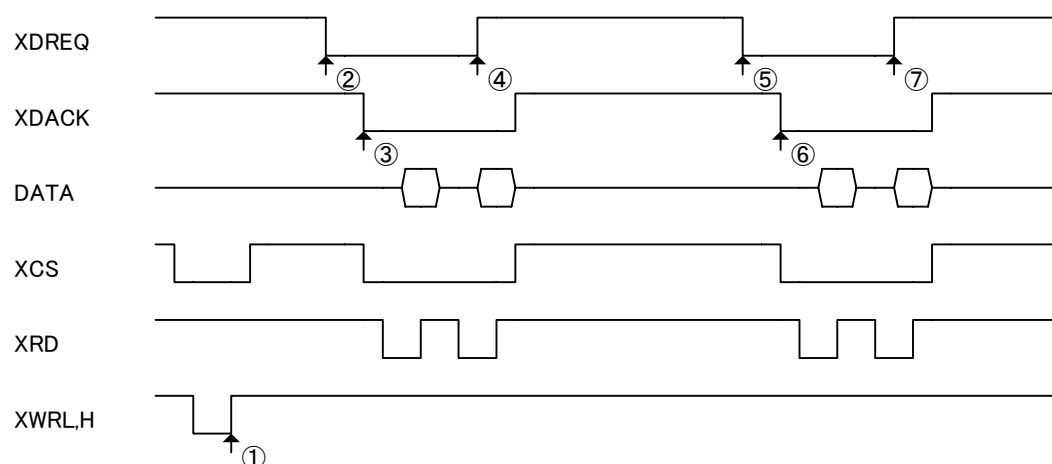 XDREQ
② ④ ⑤ ⑦
XDACK
③ ⑥
DATA
XCS
XRD
XWRL,H
①